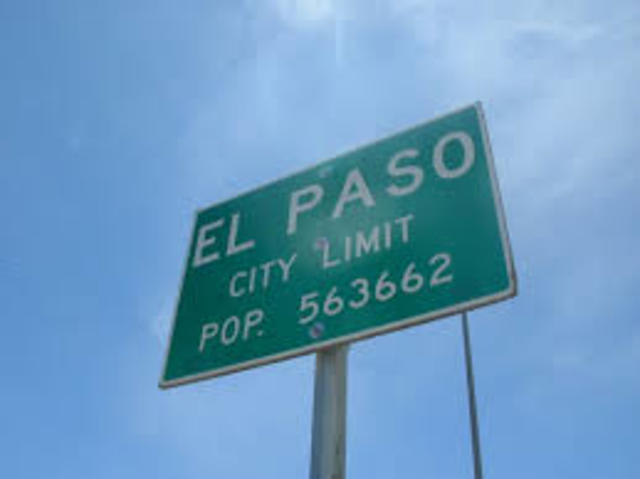 EL PASO
CITY LIMIT
POP. 563662